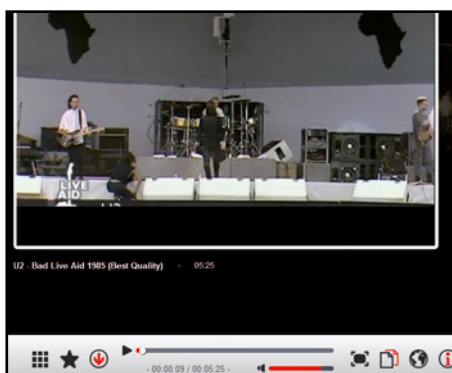 LIVE
AID
U2 - Bad Live Aid 1985 (Best Quality) - 05:25
- 00:00:09 / 00:05:25 -